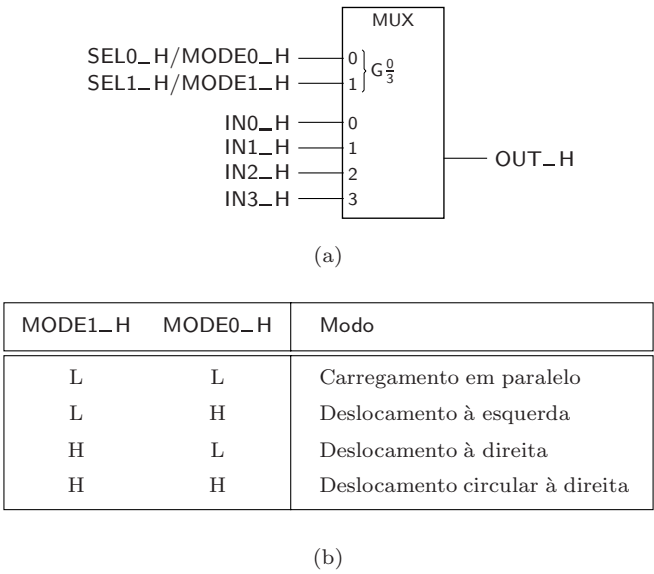 MUX
SEL0_H/MODE0_H 0
SEL1_H/MODE1_H 1 } G 0/3
IN0_H 0
IN1_H 1
IN2_H 2
IN3_H 3
OUT_H
(a)
MODE1_H MODE0_H Modo
L L Carregamento em paralelo
L H Deslocamento à esquerda
H L Deslocamento à direita
H H Deslocamento circular à direita
(b)